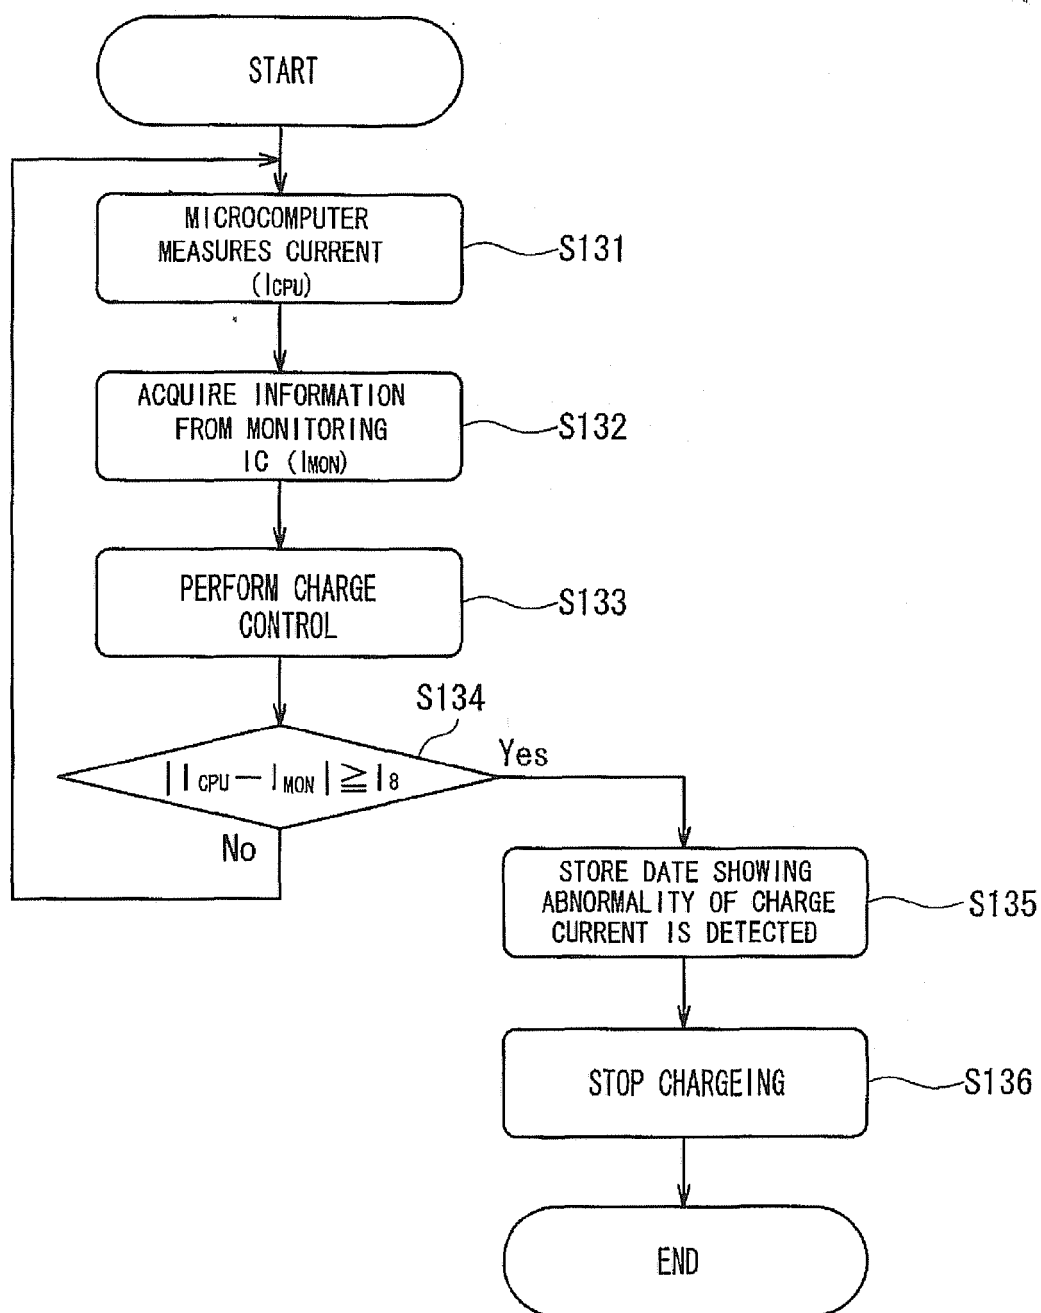 START
MICROCOMPUTER
MEASURES CURRENT
(ICPU)
S131
ACQUIRE INFORMATION
FROM MONITORING
IC (IMON)
S132
PERFORM CHARGE
CONTROL
S133
S134
|ICPU－IMON|≧I8
Yes
No
STORE DATE SHOWING
ABNORMALITY OF CHARGE
CURRENT IS DETECTED
S135
STOP CHARGEING
S136
END